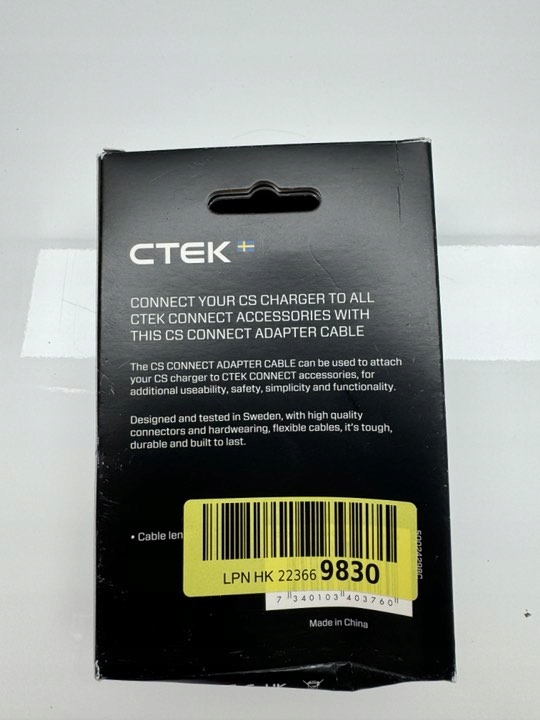 CTEK
CONNECT YOUR CS CHARGER TO ALL
CTEK CONNECT ACCESSORIES WITH
THIS CS CONNECT ADAPTER CABLE
The CS CONNECT ADAPTER CABLE can be used to attach
your CS charger to CTEK CONNECT accessories, for
additional useability, safety, simplicity and functionality.
Designed and tested in Sweden, with high quality
connectors and hardwearing, flexible cables, it's tough,
durable and built to last.
• Cable len
LPN HK 22366 9830
7 340103 403760
Made in China